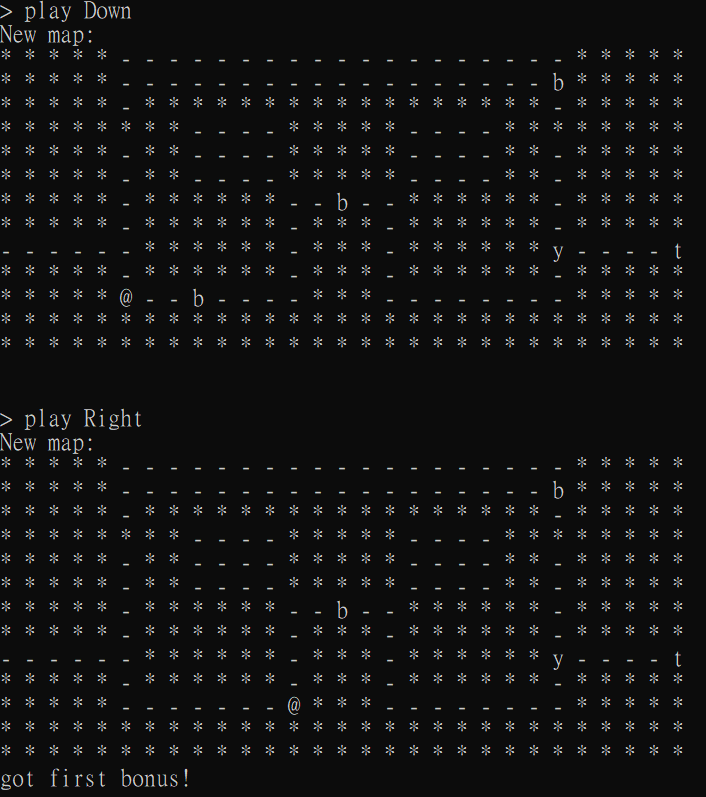 > play Down
New map:
* * * * * - - - - - - - - - - - - - - - - - - - * * * * *
* * * * * - - - - - - - - - - - - - - - - - - b * * * * *
* * * * * - * * * * * * * * * * * * * * * * * - * * * * *
* * * * * * * * - - - - * * * * * - - - - * * * * * * * *
* * * * * - * * - - - - * * * * * - - - - * * - * * * * *
* * * * * - * * - - - - * * * * * - - - - * * - * * * * *
* * * * * - * * * * * * - - b - - * * * * * * - * * * * *
* * * * * - * * * * * * - * * * - * * * * * * - * * * * *
- - - - - - * * * * * * - * * * - * * * * * * y - - - - t
* * * * * - * * * * * * - * * * - * * * * * * - * * * * *
* * * * * @ - - b - - - - * * * - - - - - - - - * * * * *
* * * * * * * * * * * * * * * * * * * * * * * * * * * * *
* * * * * * * * * * * * * * * * * * * * * * * * * * * * *
> play Right
New map:
* * * * * - - - - - - - - - - - - - - - - - - - * * * * *
* * * * * - - - - - - - - - - - - - - - - - - b * * * * *
* * * * * - * * * * * * * * * * * * * * * * * - * * * * *
* * * * * * * * - - - - * * * * * - - - - * * * * * * * *
* * * * * - * * - - - - * * * * * - - - - * * - * * * * *
* * * * * - * * - - - - * * * * * - - - - * * - * * * * *
* * * * * - * * * * * * - - b - - * * * * * * - * * * * *
* * * * * - * * * * * * - * * * - * * * * * * - * * * * *
- - - - - - * * * * * * - * * * - * * * * * * y - - - - t
* * * * * - * * * * * * - * * * - * * * * * * - * * * * *
* * * * * - - - - - - - @ * * * - - - - - - - - * * * * *
* * * * * * * * * * * * * * * * * * * * * * * * * * * * *
* * * * * * * * * * * * * * * * * * * * * * * * * * * * *
got first bonus!